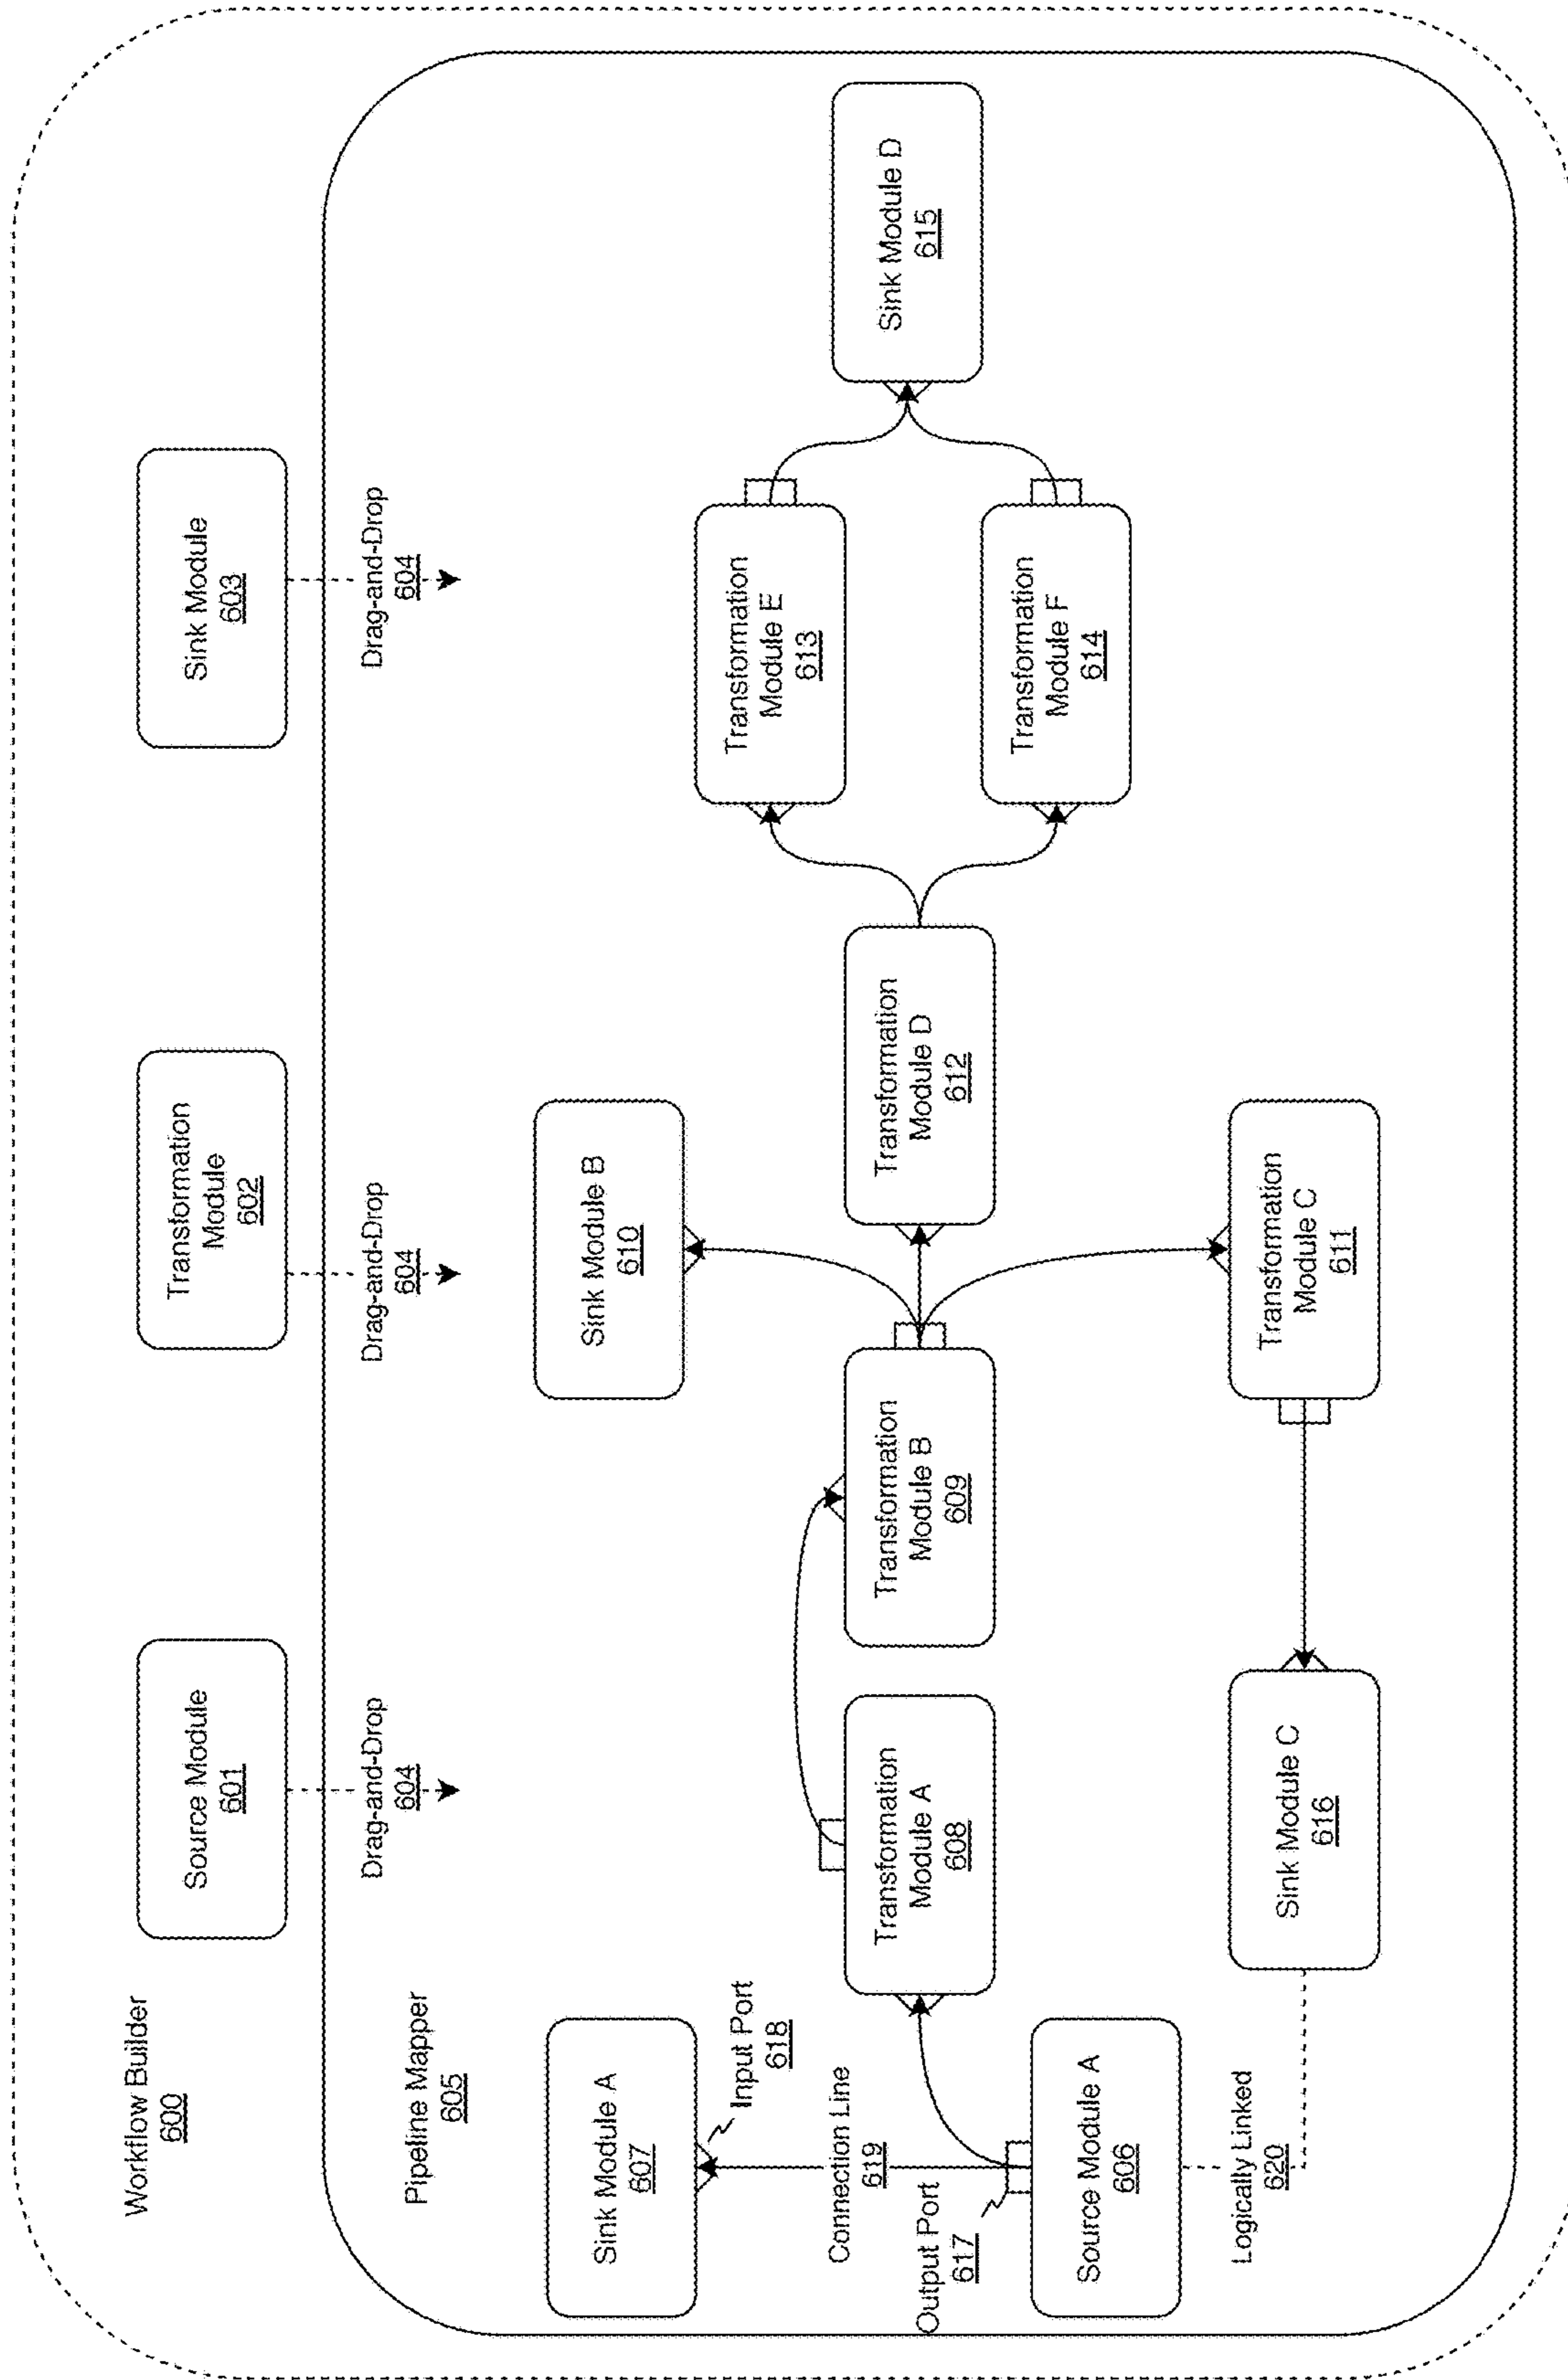 Workflow Builder
600
Source Module
601
Transformation
Module
602
Sink Module
603
Pipeline Mapper
605
Drag-and-Drop
604
Drag-and-Drop
604
Drag-and-Drop
604
Sink Module A
607
Input Port
618
Connection Line
619
Output Port
617
Source Module A
606
Logically Linked
620
Transformation
Module A
608
Transformation
Module B
609
Sink Module B
610
Transformation
Module D
612
Transformation
Module C
611
Sink Module C
616
Transformation
Module E
613
Transformation
Module F
614
Sink Module D
615